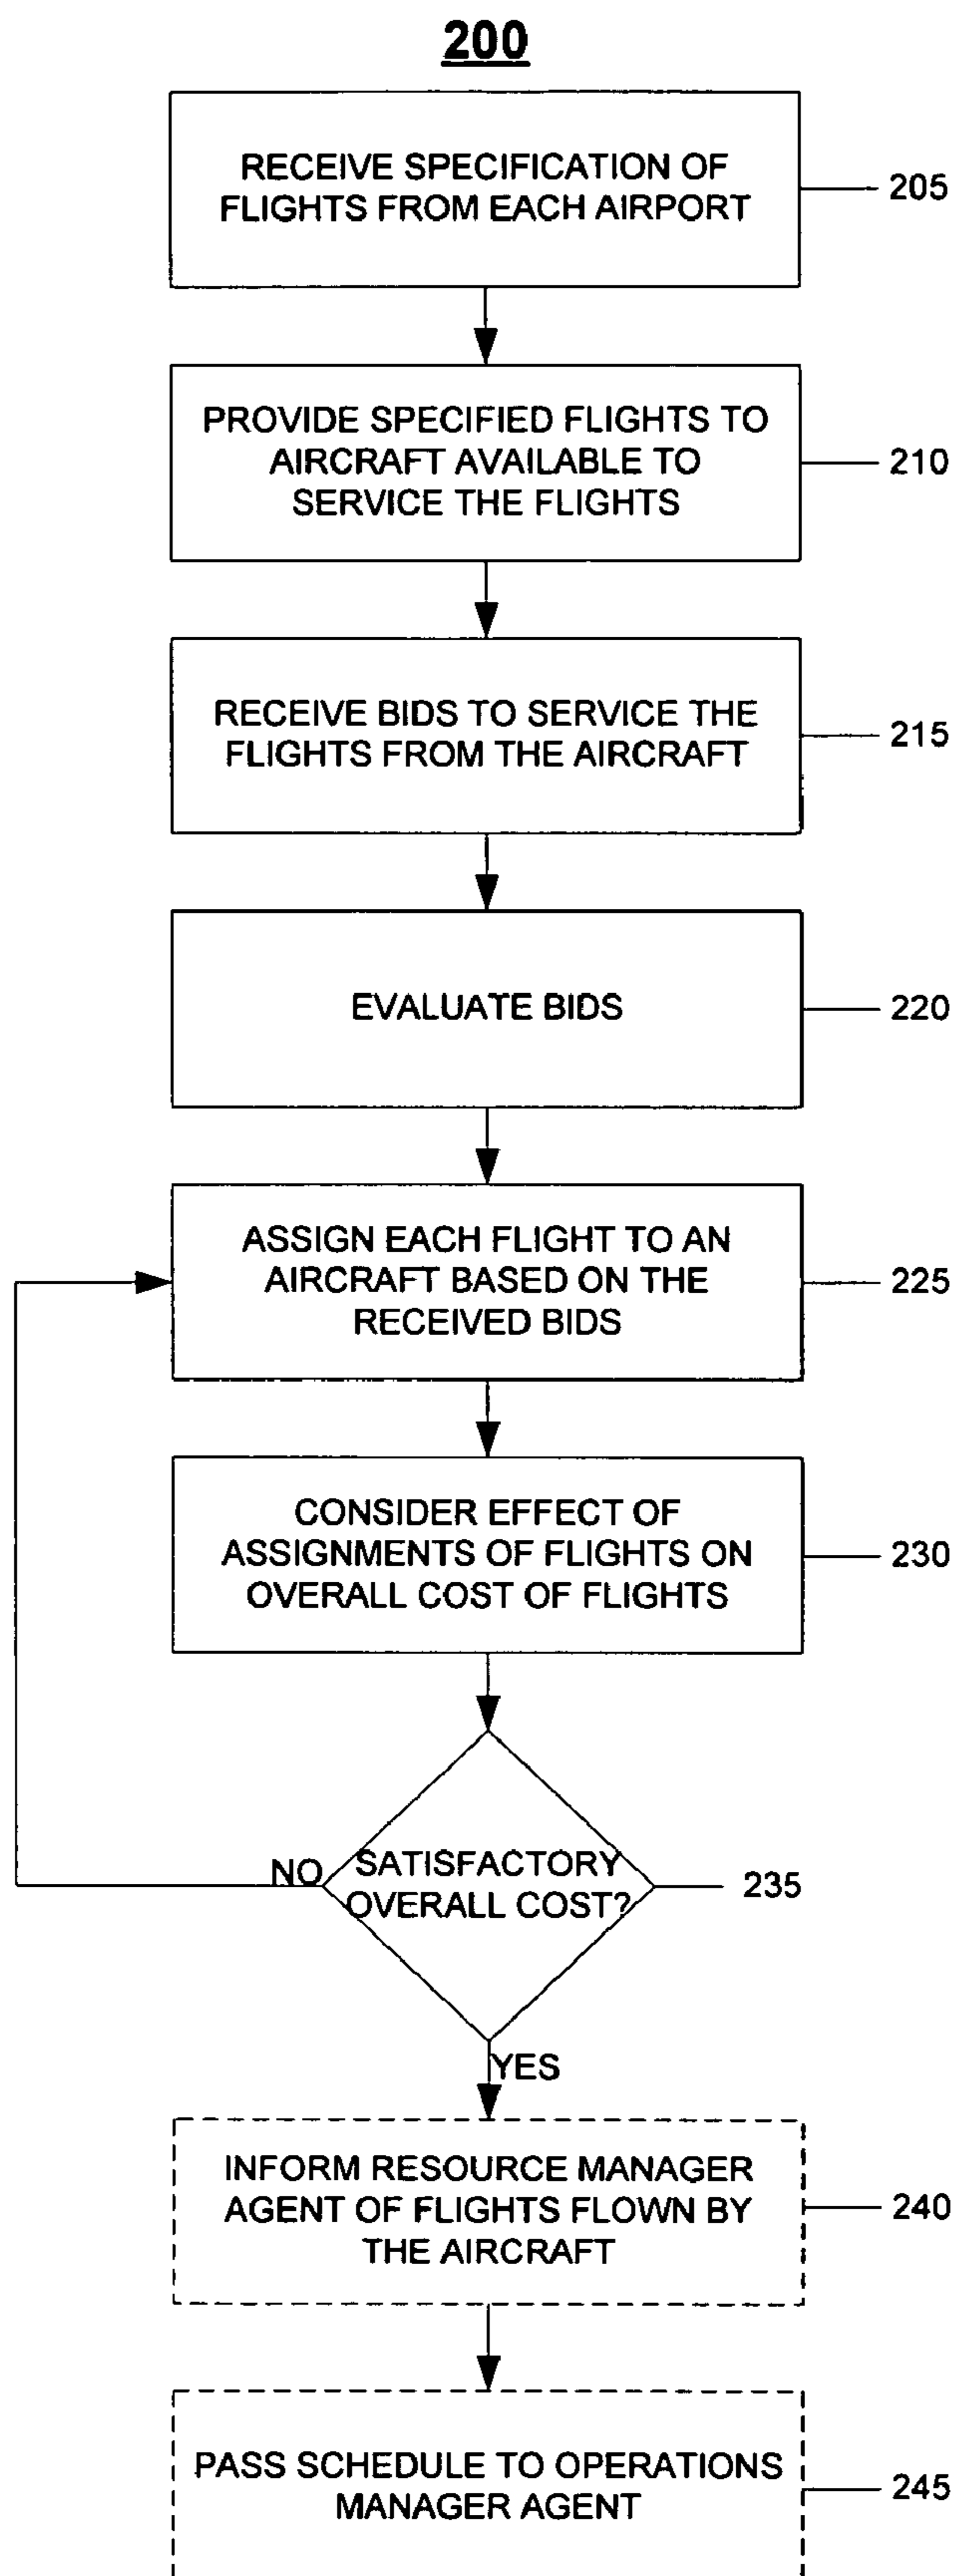 200
RECEIVE SPECIFICATION OF
FLIGHTS FROM EACH AIRPORT
205
PROVIDE SPECIFIED FLIGHTS TO
AIRCRAFT AVAILABLE TO
SERVICE THE FLIGHTS
210
RECEIVE BIDS TO SERVICE THE
FLIGHTS FROM THE AIRCRAFT
215
EVALUATE BIDS
220
ASSIGN EACH FLIGHT TO AN
AIRCRAFT BASED ON THE
RECEIVED BIDS
225
CONSIDER EFFECT OF
ASSIGNMENTS OF FLIGHTS ON
OVERALL COST OF FLIGHTS
230
NO
SATISFACTORY
OVERALL COST?
235
YES
INFORM RESOURCE MANAGER
AGENT OF FLIGHTS FLOWN BY
THE AIRCRAFT
240
PASS SCHEDULE TO OPERATIONS
MANAGER AGENT
245